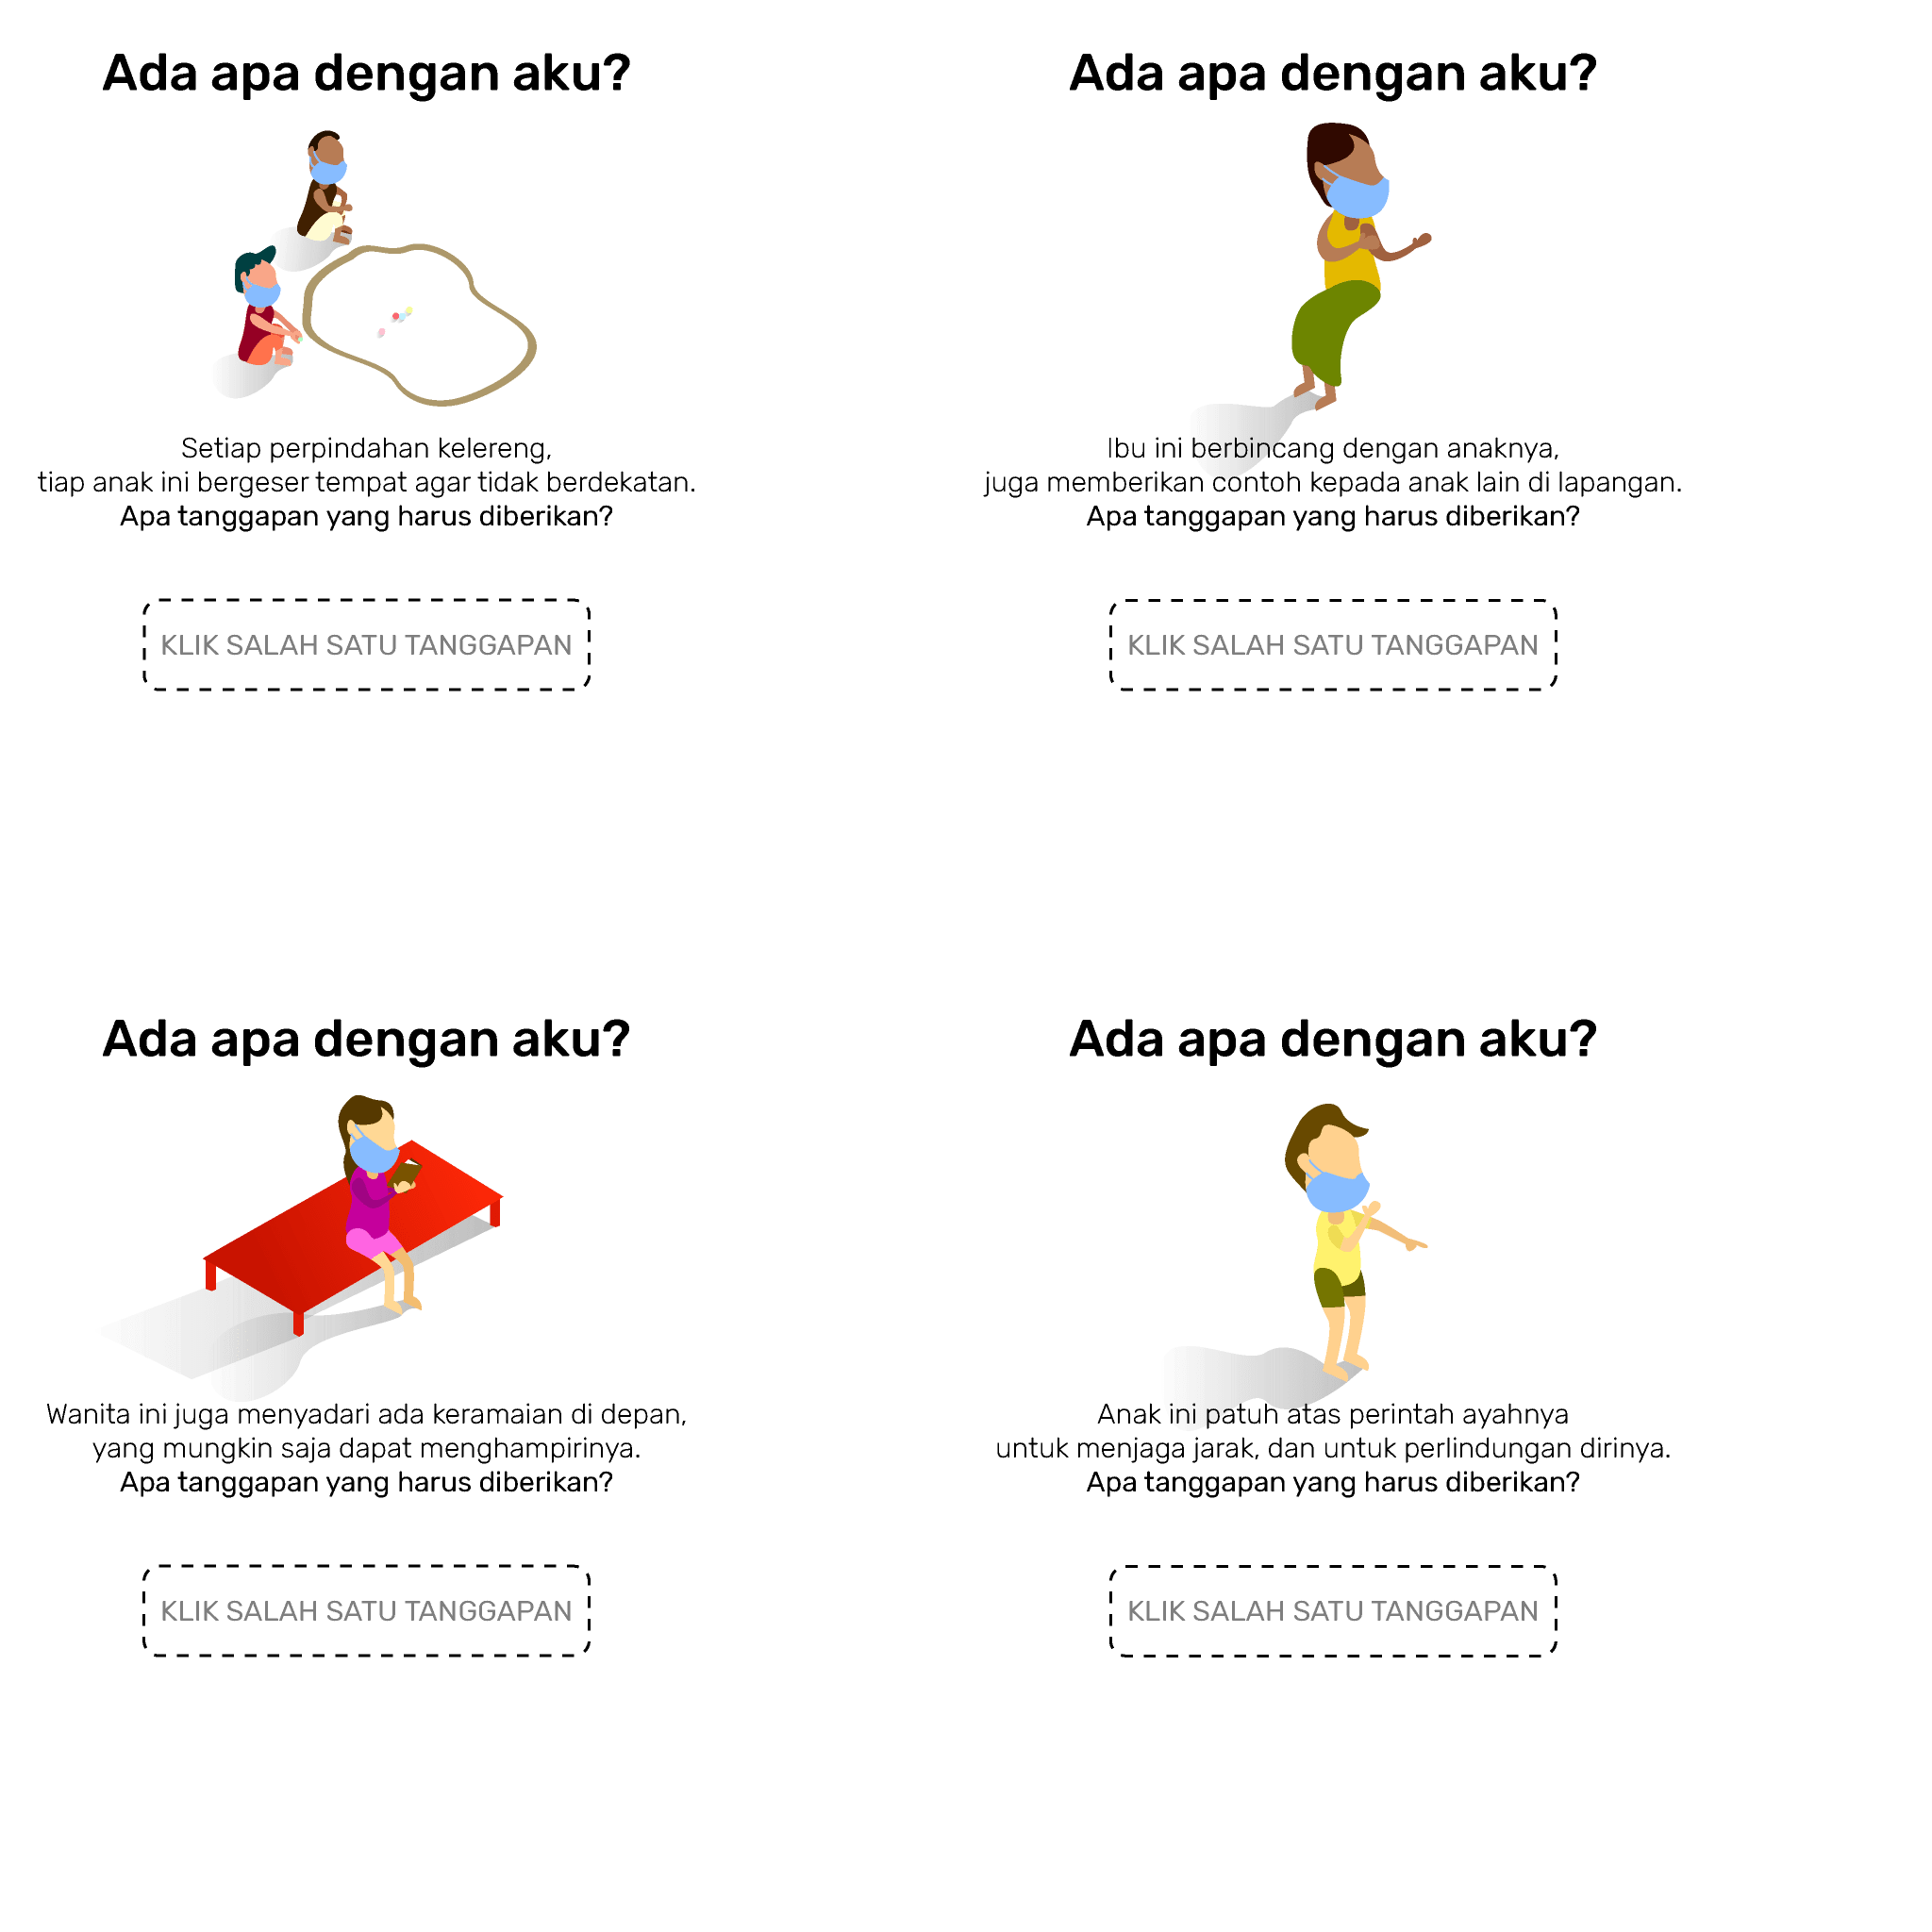 Ada apa dengan aku?
Setiap perpindahan kelereng,
tiap anak ini bergeser tempat agar tidak berdekatan.
Apa tanggapan yang harus diberikan?
KLIK SALAH SATU TANGGAPAN
Ada apa dengan aku?
Ibu ini berbincang dengan anaknya,
juga memberikan contoh kepada anak lain di lapangan.
Apa tanggapan yang harus diberikan?
KLIK SALAH SATU TANGGAPAN
Ada apa dengan aku?
Wanita ini juga menyadari ada keramaian di depan,
yang mungkin saja dapat menghampirinya.
Apa tanggapan yang harus diberikan?
KLIK SALAH SATU TANGGAPAN
Ada apa dengan aku?
Anak ini patuh atas perintah ayahnya
untuk menjaga jarak, dan untuk perlindungan dirinya.
Apa tanggapan yang harus diberikan?
KLIK SALAH SATU TANGGAPAN